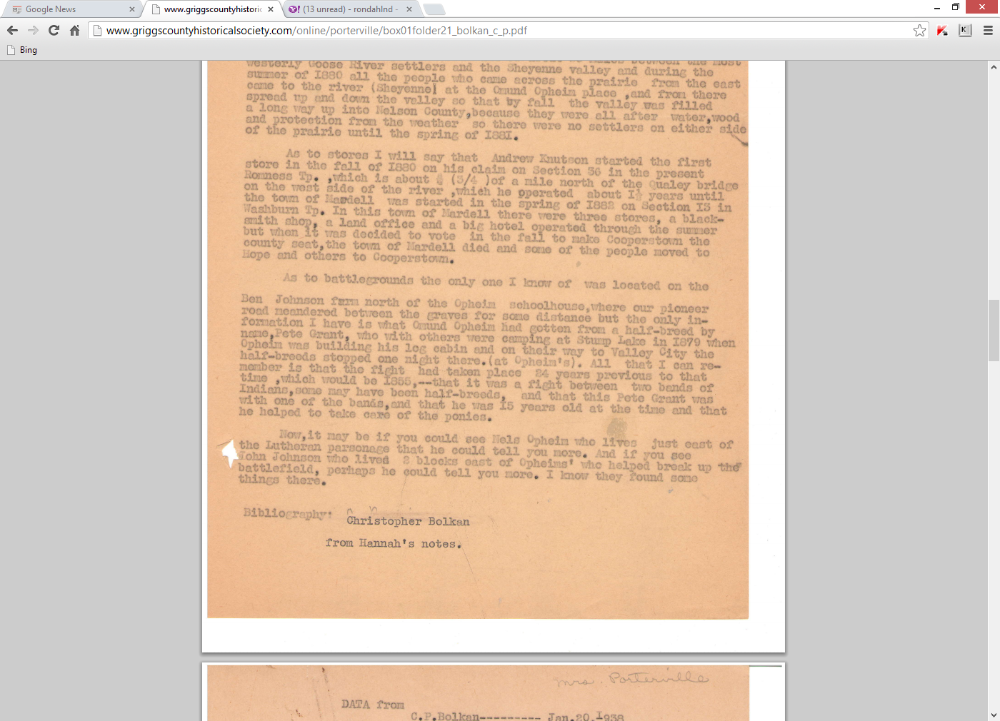 Google News
www.griggscountyhistoric
(13 unread) - rondahlnd -
www.griggscountyhistoricalsociety.com/online/porterville/box01folder21_bolkan_c_p.pdf
Bing
between the most
westerly Goose River settlers and the Sheyenne valley and during the
summer of I880 all the people who came across the prairie from the east
came to the river (Sheyenne) at the Omund Opheim place ,and from there
spread up and down the valley so that by fall the valley was filled
a long way up into Nelson County,because they were all after water,wood
and protection from the weather so there were no settlers on either side
of the prairie until the spring of I88I.
As to stores I will say that Andrew Knutson started the first
store in the fall of I880 on his claim on Section 36 in the present
Romness Tp. ,which is about ¾ (3/4 )of a mile north of the Qualey bridge
on the west side of the river ,which he operated about I½ years until
the town of Mardell was started in the spring of I882 on Section I5 in
Washburn Tp. In this town of Mardell there were three stores, a black-
smith shop, a land office and a big hotel operated through the summer
but when it was decided to vote in the fall to make Cooperstown the
county seat,the town of Mardell died and some of the people moved to
Hope and others to Cooperstown.
As to battlegrounds the only one I know of was located on the
Ben Johnson farm north of the Opheim schoolhouse,where our pioneer
road meandered between the graves for some distance but the only in-
formation I have is what Omund Opheim had gotten from a half-breed by
name,Pete Grant, who with others were camping at Stump Lake in I879 when
Opheim was building his log cabin and on their way to Valley City the
half-breeds stopped one night there.(at Opheim's). All that I can re-
member is that the fight had taken place 24 years previous to that
time ,which would be I855,--that it was a fight between two bands of
Indians,some may have been half-breeds, and that this Pete Grant was
with one of the bands,and that he was I5 years old at the time and that
he helped to take care of the ponies.
Now,it may be if you could see Nels Opheim who lives just east of
the Lutheran parsonage that he could tell you more. And if you see
John Johnson who lived 2 blocks east of Opheims' who helped break up the
battlefield, perhaps he could tell you more. I know they found some
things there.
Bibliography:
Christopher Bolkan
from Hannah's notes.
Mrs. Porterville
DATA from
C.P.Bolkan--------- Jan.20,I938